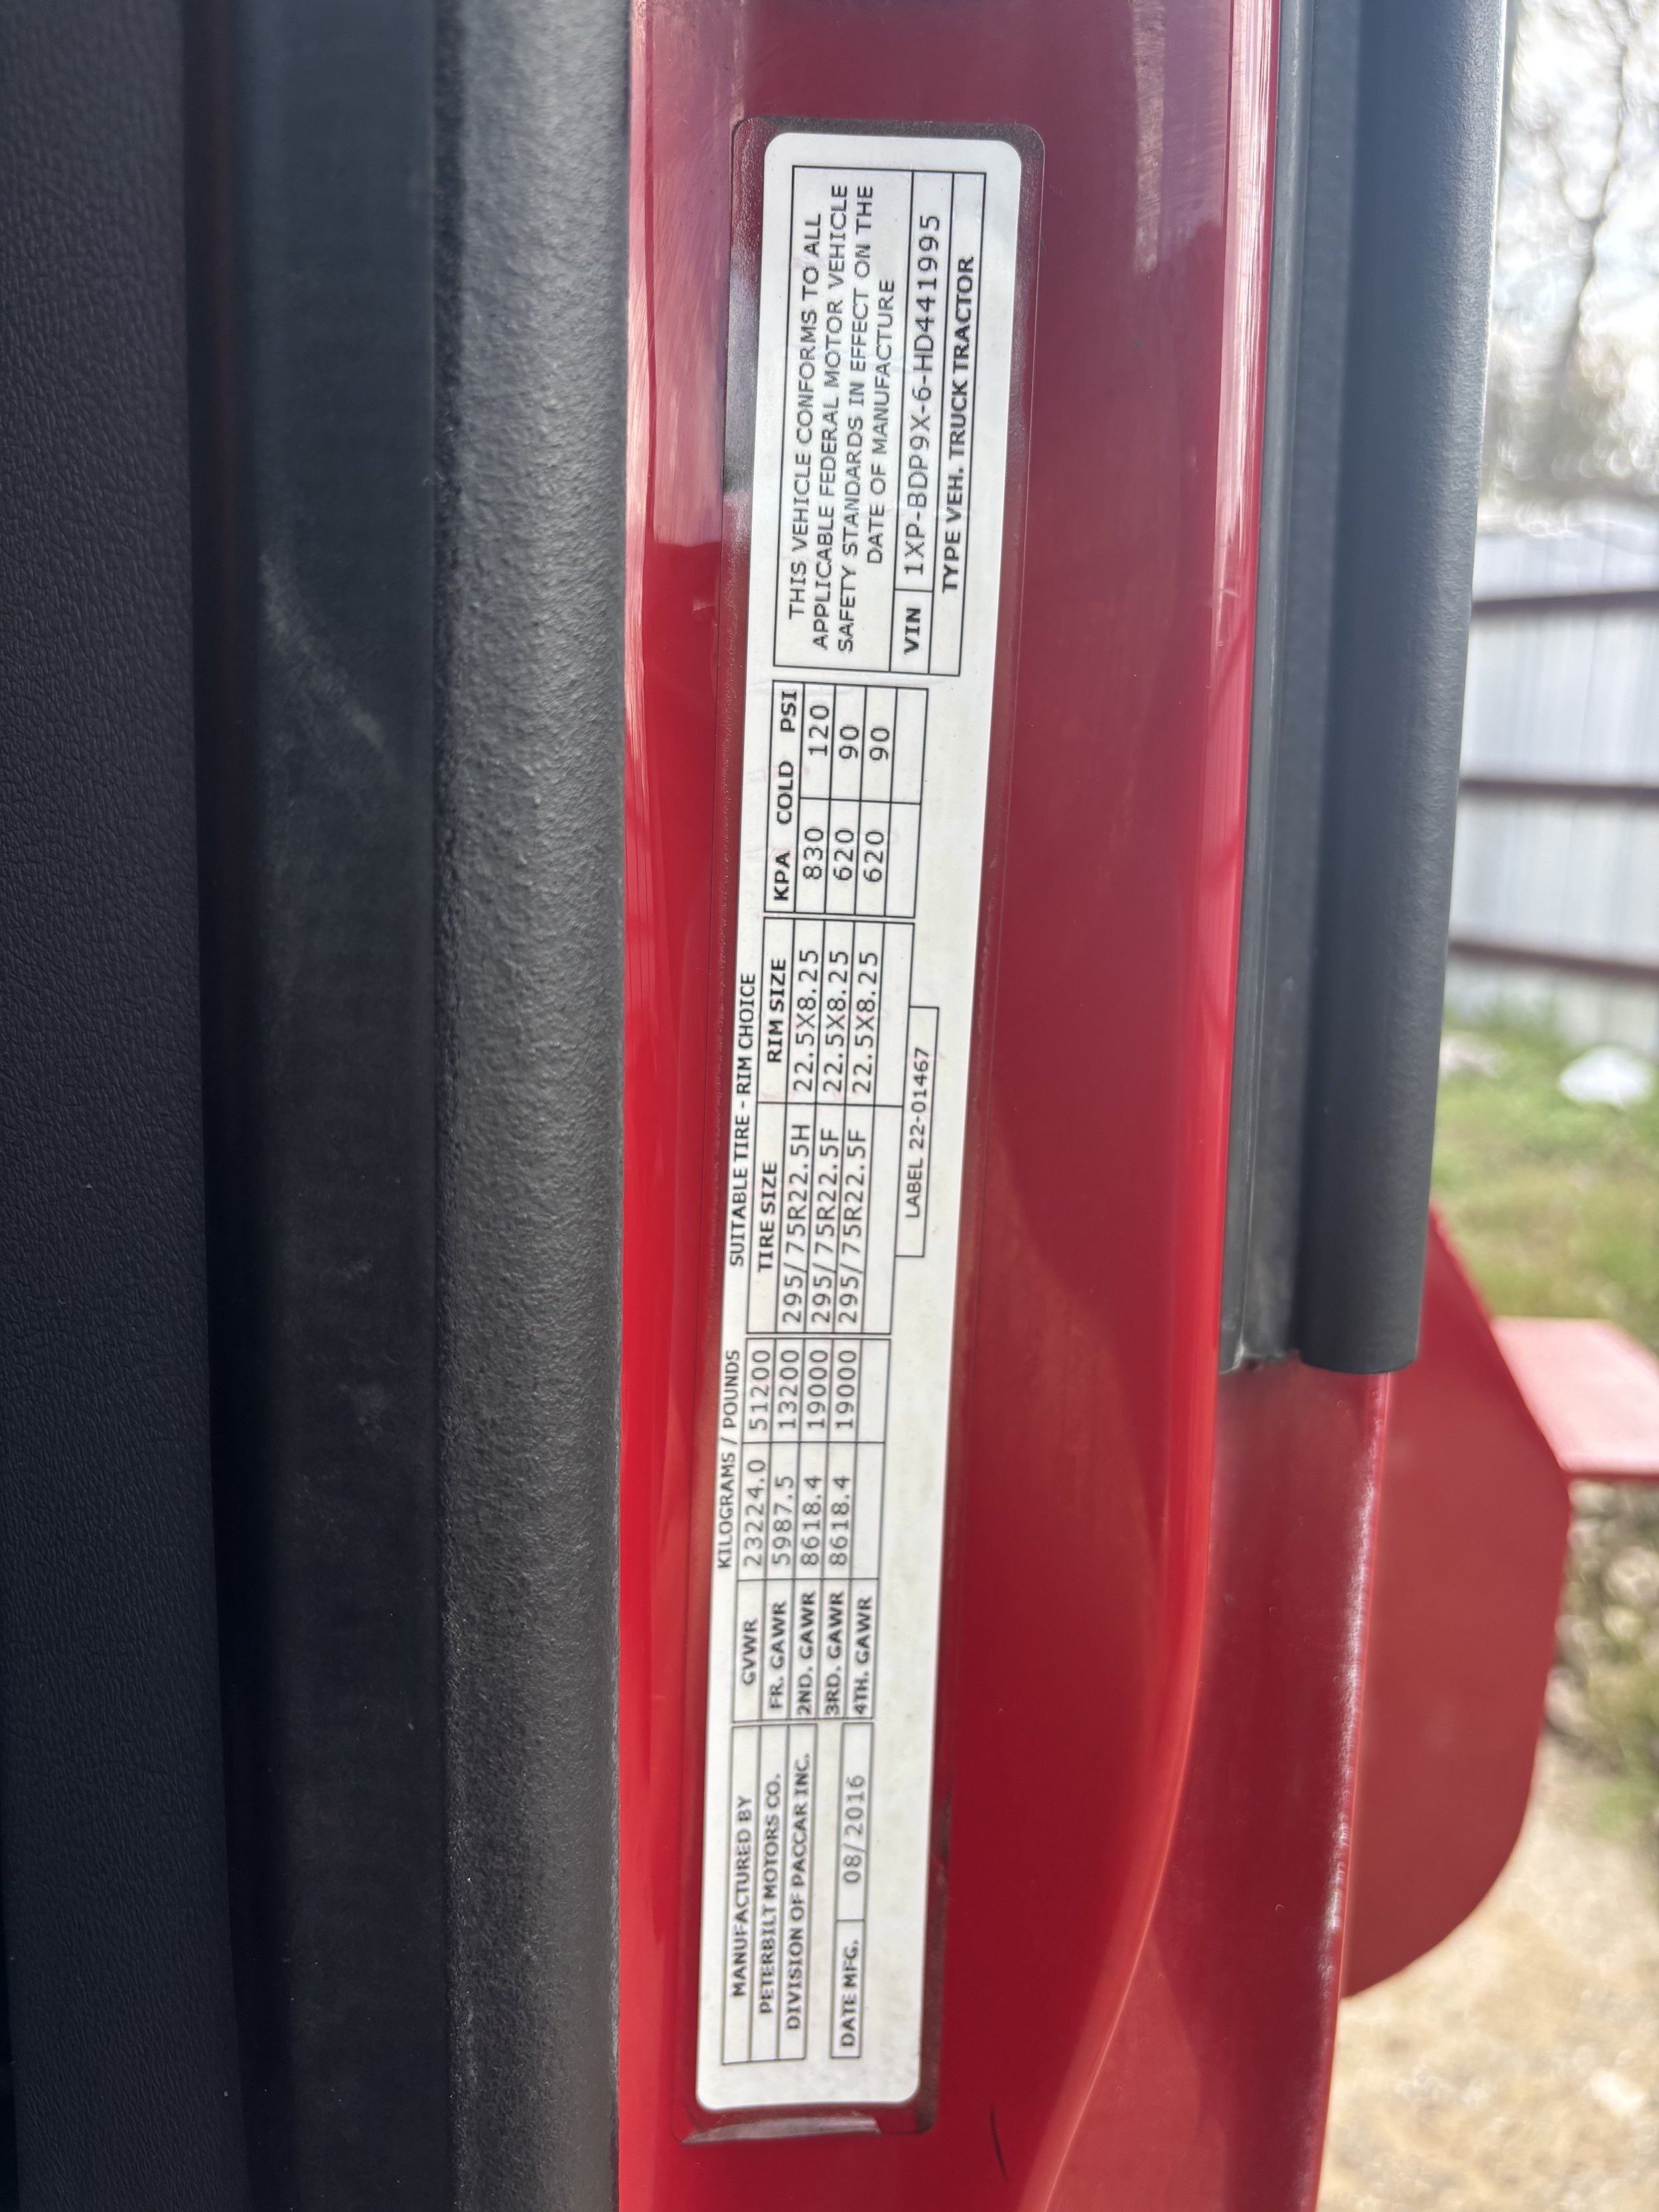 MANUFACTURED BY
PETERBILT MOTORS CO.
DIVISION OF PACCAR INC.
DATE MFG. 08/2016
KILOGRAMS / POUNDS
GVWR 23224.0 51200
FR. GAWR 5987.5 13200
2ND. GAWR 8618.4 19000
3RD. GAWR 8618.4 19000
4TH. GAWR
SUITABLE TIRE - RIM CHOICE
TIRE SIZE RIM SIZE KPA COLD PSI
295/75R22.5H 22.5X8.25 830 120
295/75R22.5F 22.5X8.25 620 90
295/75R22.5F 22.5X8.25 620 90
LABEL 22-01467
THIS VEHICLE CONFORMS TO ALL
APPLICABLE FEDERAL MOTOR VEHICLE
SAFETY STANDARDS IN EFFECT ON THE
DATE OF MANUFACTURE
VIN 1XP-BDP9X-6-HD441995
TYPE VEH. TRUCK TRACTOR